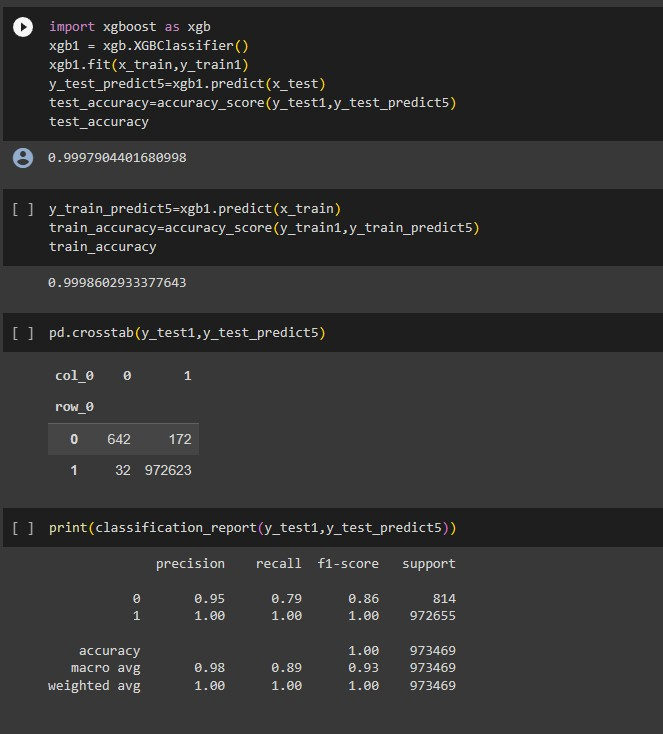 import xgboost as xgb
xgb1 = xgb.XGBClassifier()
xgb1.fit(x_train,y_train1)
y_test_predict5=xgb1.predict(x_test)
test_accuracy=accuracy_score(y_test1,y_test_predict5)
test_accuracy
0.9997904401680998
[ ] y_train_predict5=xgb1.predict(x_train)
train_accuracy=accuracy_score(y_train1,y_train_predict5)
train_accuracy
0.9998602933377643
[ ] pd.crosstab(y_test1,y_test_predict5)
col_0 0 1
row_0
0 642 172
1 32 972623
[ ] print(classification_report(y_test1,y_test_predict5))
precision recall f1-score support
0 0.95 0.79 0.86 814
1 1.00 1.00 1.00 972655
accuracy 1.00 973469
macro avg 0.98 0.89 0.93 973469
weighted avg 1.00 1.00 1.00 973469